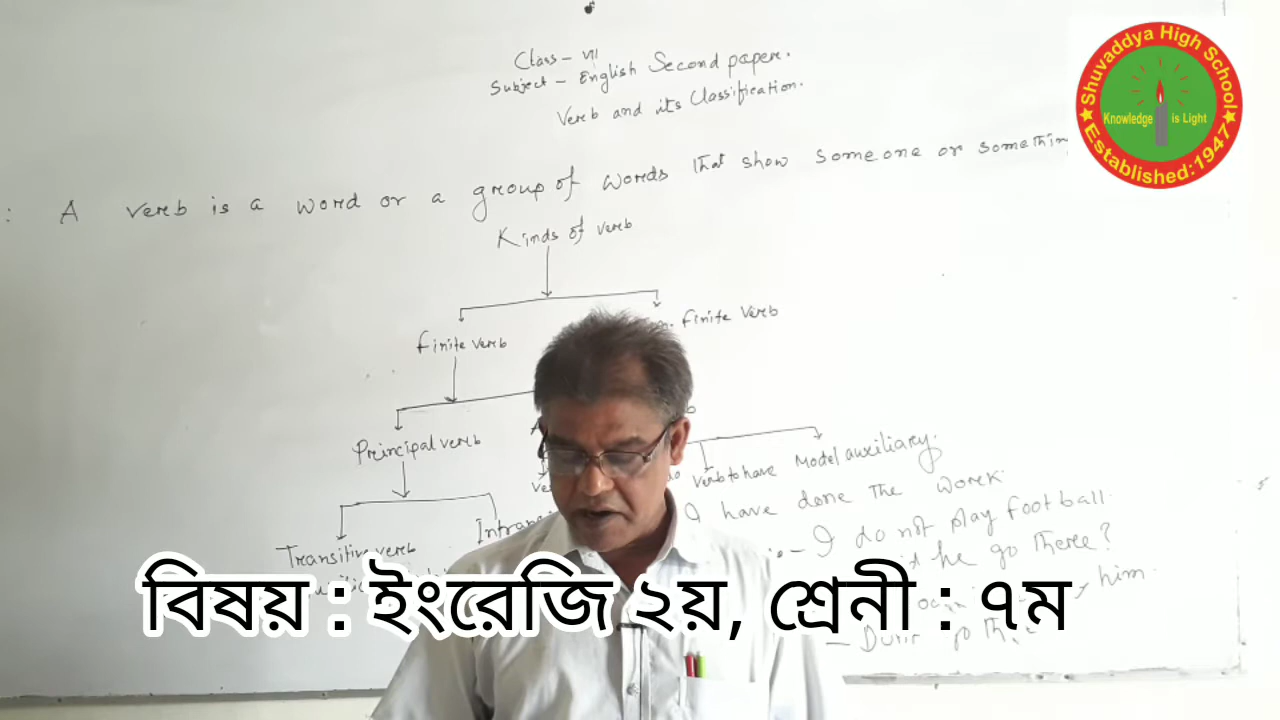 Class – VII
Subject – English Second paper.
Verb and its Classification.
Shuvaddya High School
Knowledge is Light
Established:1947
: A verb is a word or a group of words that show someone or somethin
Kinds of verb
Finite verb
finite verb
Principal verb
Verb to have
Model auxiliary.
I have done the work.
Transitive verb
I do not play football.
he go there?
him.
বিষয় : ইংরেজি ২য়, শ্রেনী : ৭ম